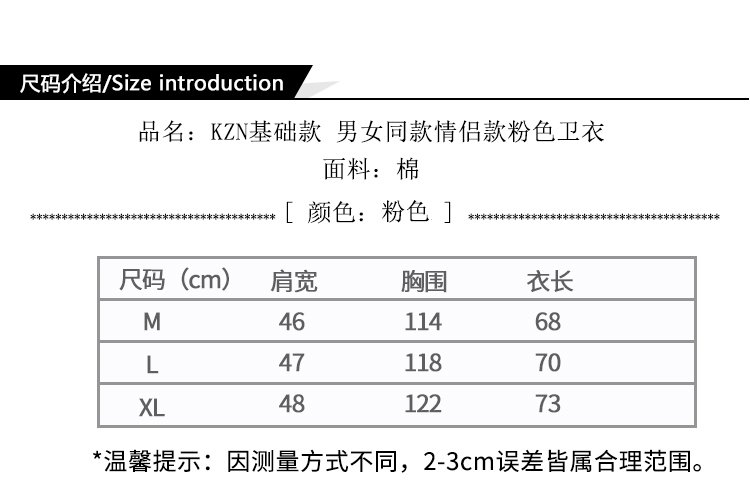 尺码介绍/Size introduction
品名：KZN基础款 男女同款情侣款粉色卫衣
面料：棉
***************************************[ 颜色：粉色 ]****************************************
尺码（cm） 肩宽 胸围 衣长
M 46 114 68
L 47 118 70
XL 48 122 73
*温馨提示：因测量方式不同，2-3cm误差皆属合理范围。